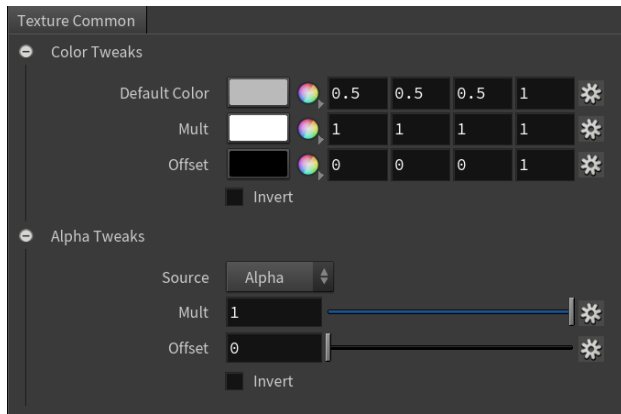 Texture Common
Color Tweaks
Default Color 0.5 0.5 0.5 1
Mult 1 1 1 1
Offset 0 0 0 1
Invert
Alpha Tweaks
Source Alpha
Mult 1
Offset 0
Invert